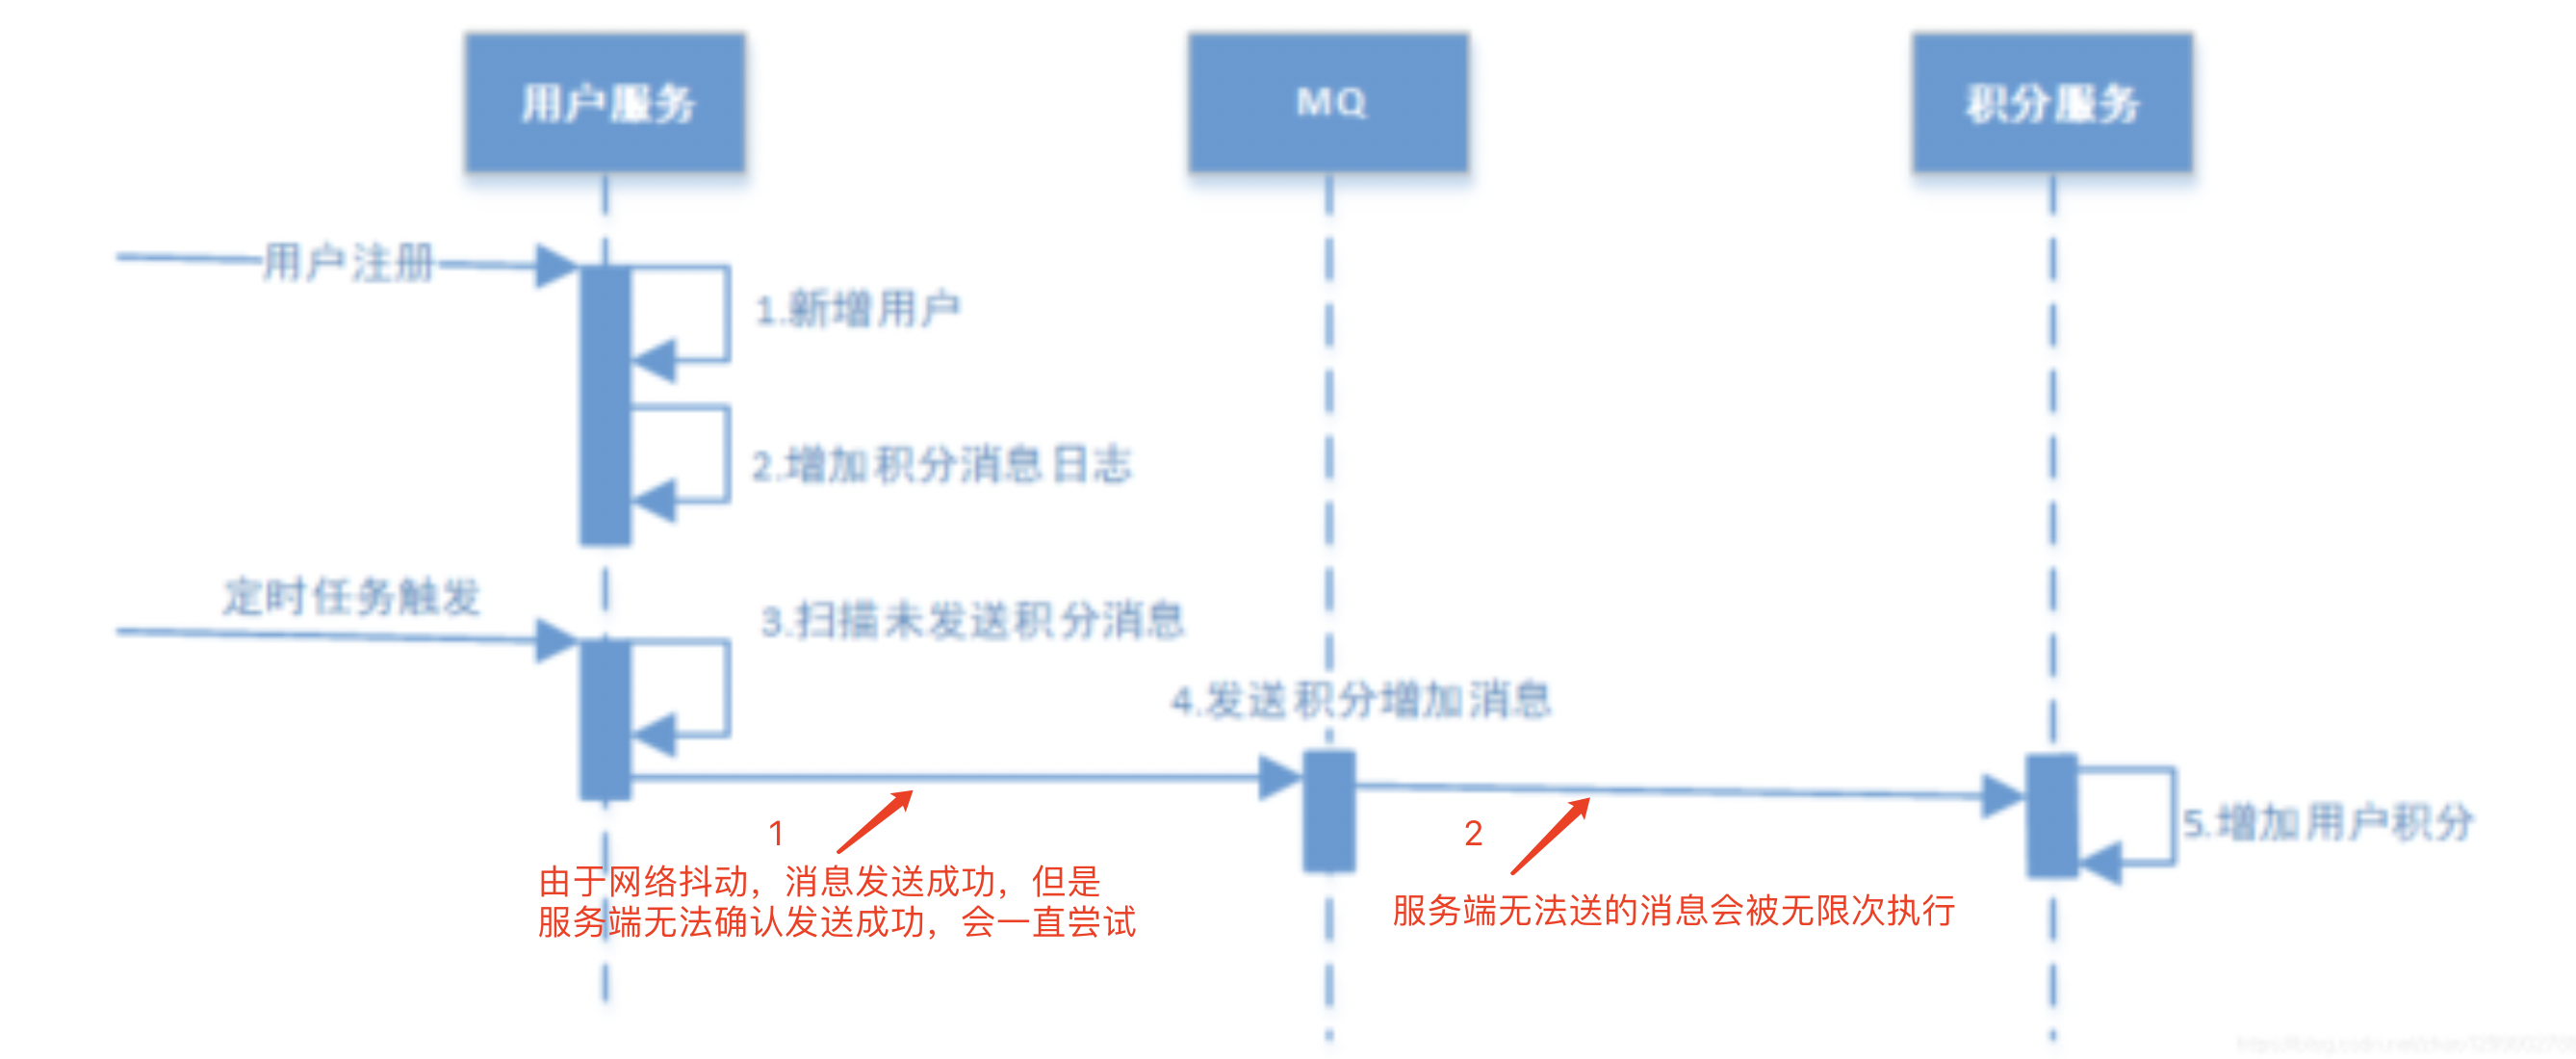 用户服务
MQ
积分服务
用户注册
1.新增用户
2.增加积分消息日志
定时任务触发
3.扫描未发送积分消息
4.发送积分增加消息
5.增加用户积分
1
由于网络抖动，消息发送成功，但是
服务端无法确认发送成功，会一直尝试
2
服务端无法送的消息会被无限次执行